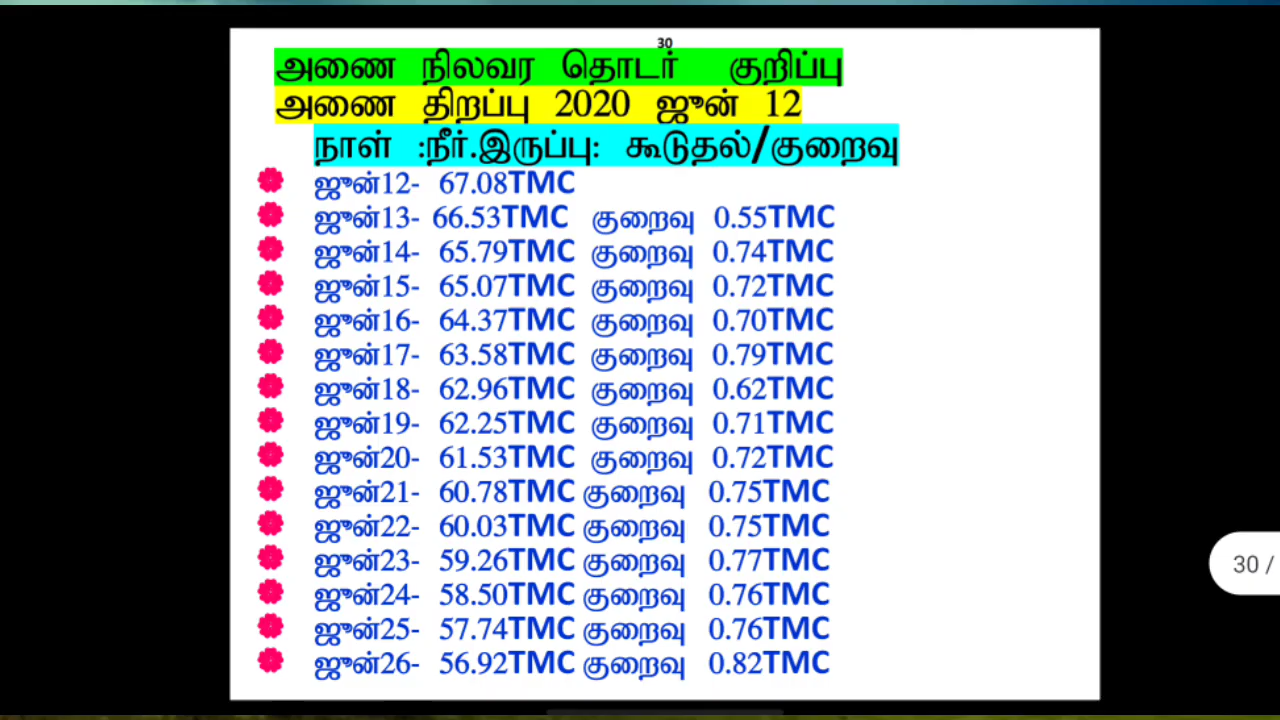 30
அணை நிலவர தொடர் குறிப்பு
அணை திறப்பு 2020 ஜுன் 12
நாள் :நீர்.இருப்பு: கூடுதல்/குறைவு
ஜுன்12- 67.08TMC
ஜுன்13- 66.53TMC குறைவு 0.55TMC
ஜுன்14- 65.79TMC குறைவு 0.74TMC
ஜுன்15- 65.07TMC குறைவு 0.72TMC
ஜுன்16- 64.37TMC குறைவு 0.70TMC
ஜுன்17- 63.58TMC குறைவு 0.79TMC
ஜுன்18- 62.96TMC குறைவு 0.62TMC
ஜுன்19- 62.25TMC குறைவு 0.71TMC
ஜுன்20- 61.53TMC குறைவு 0.72TMC
ஜுன்21- 60.78TMC குறைவு 0.75TMC
ஜுன்22- 60.03TMC குறைவு 0.75TMC
ஜுன்23- 59.26TMC குறைவு 0.77TMC
ஜுன்24- 58.50TMC குறைவு 0.76TMC
ஜுன்25- 57.74TMC குறைவு 0.76TMC
ஜுன்26- 56.92TMC குறைவு 0.82TMC
30 /